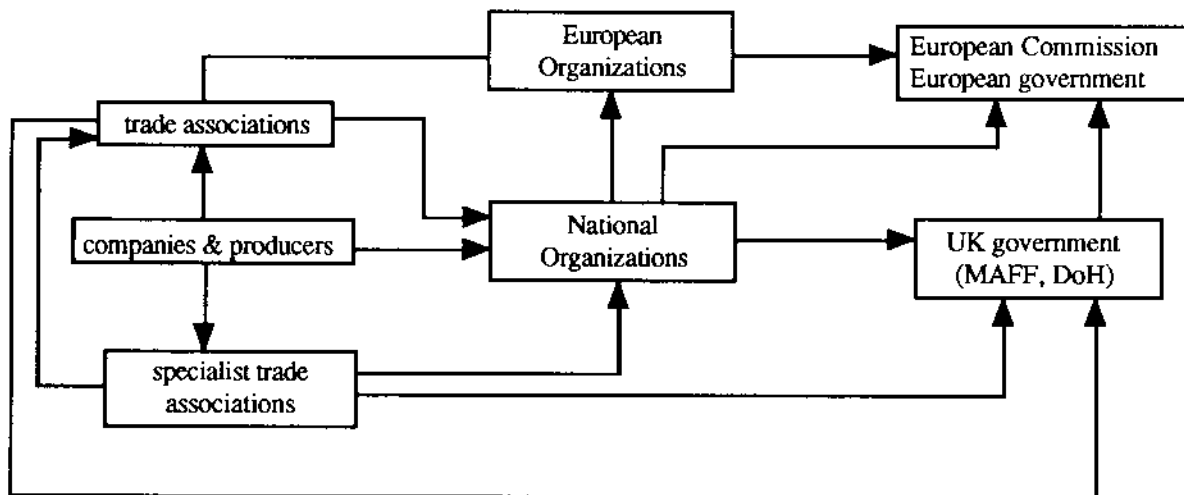 European
Organizations
European Commission
European government
trade associations
companies & producers
National
Organizations
UK government
(MAFF, DoH)
specialist trade
associations